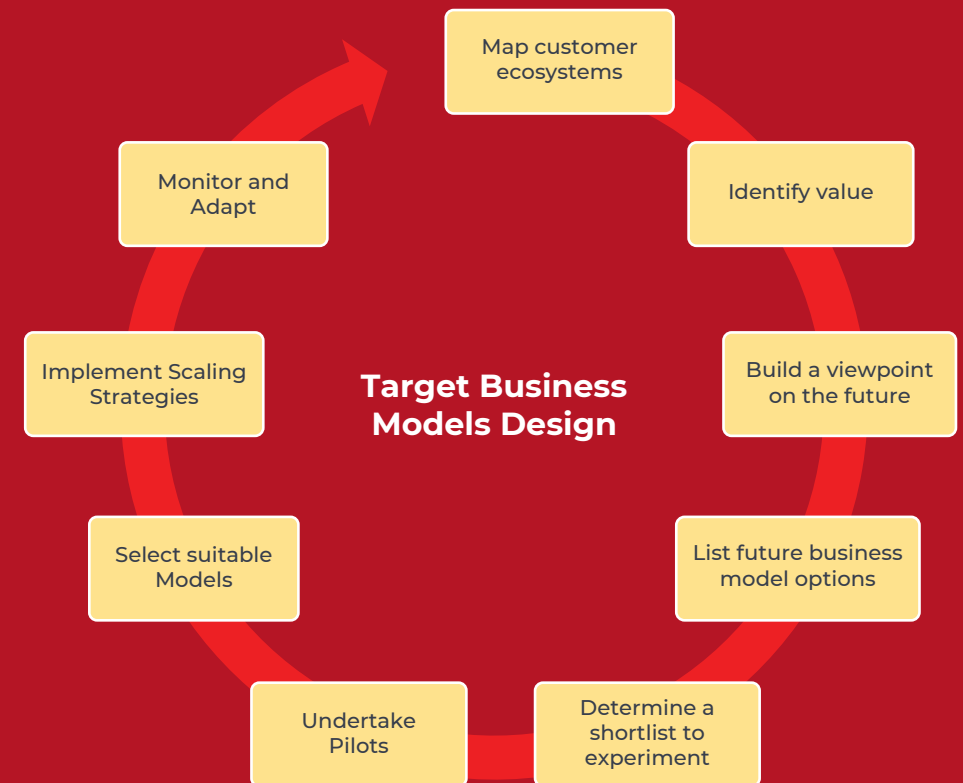 Map customer
ecosystems
Identify value
Build a viewpoint
on the future
List future business
model options
Determine a
shortlist to
experiment
Undertake
Pilots
Select suitable
Models
Implement Scaling
Strategies
Monitor and
Adapt
Target Business
Models Design